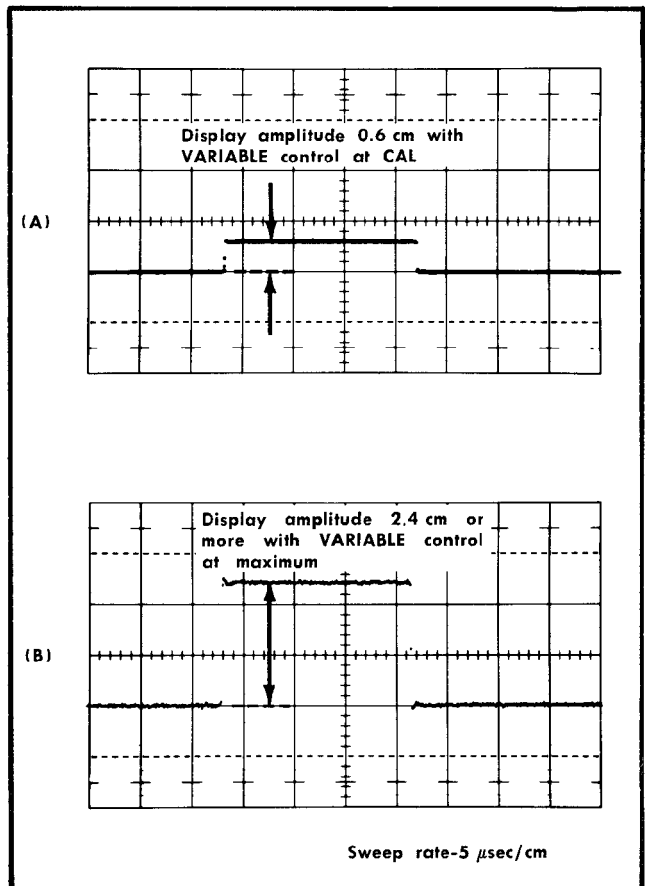 Display amplitude 0.6 cm with
VARIABLE control at CAL
(A)
Display amplitude 2.4 cm or
more with VARIABLE control
at maximum
(B)
Sweep rate-5 μsec/cm